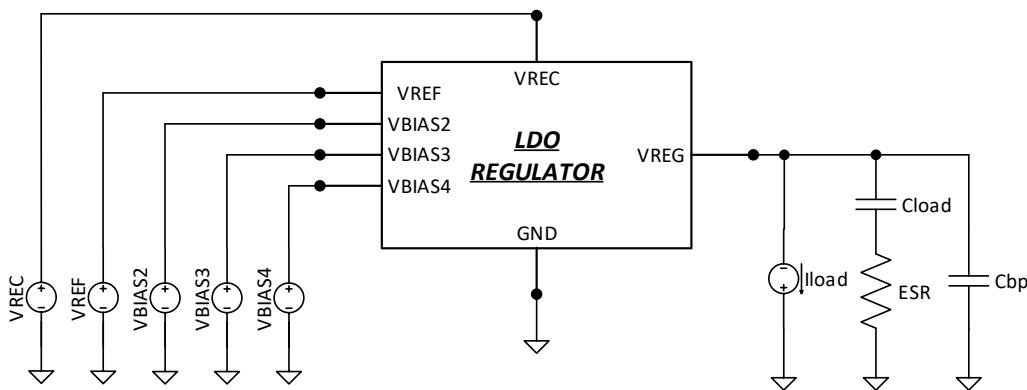 VREC
VREF
VBIAS2
VBIAS3
VBIAS4
LDO
REGULATOR
VREG
GND
VREC
VREF
VBIAS2
VBIAS3
VBIAS4
Iload
Cload
ESR
Cbp